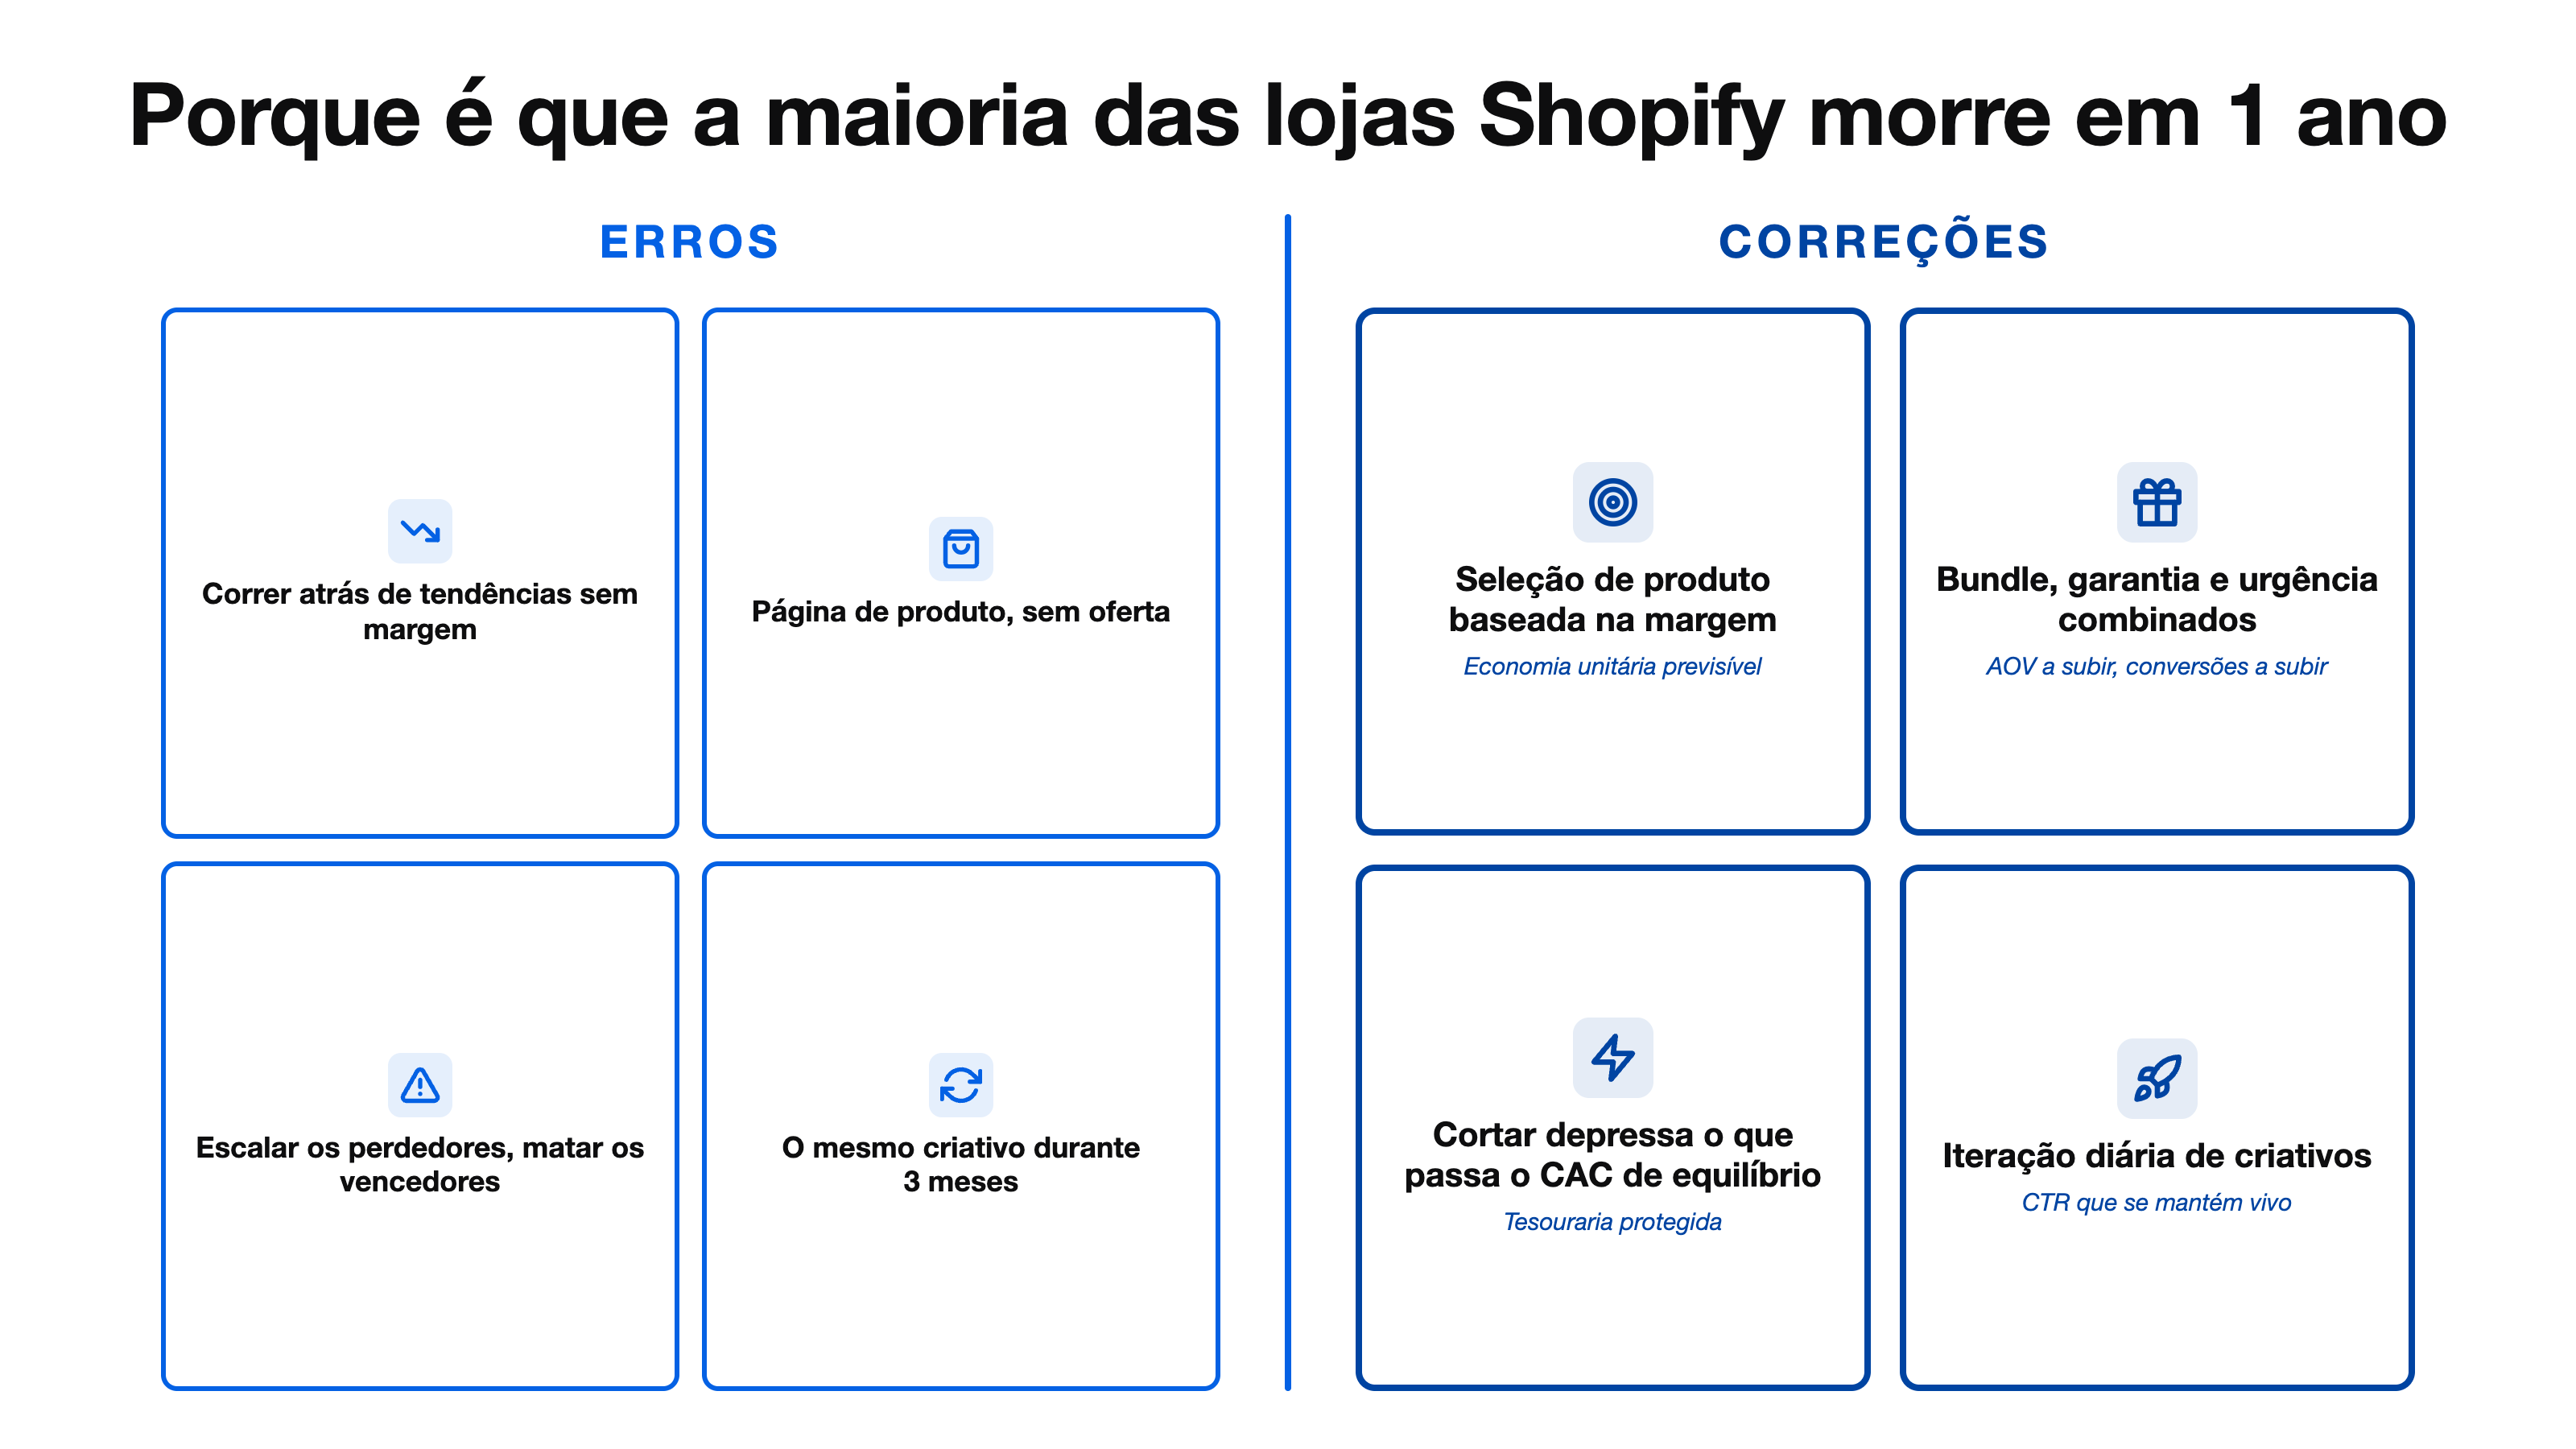 Porque é que a maioria das lojas Shopify morre em 1 ano
ERROS
Correr atrás de tendências sem
margem
Página de produto, sem oferta
Escalar os perdedores, matar os
vencedores
O mesmo criativo durante
3 meses
CORREÇÕES
Seleção de produto
baseada na margem
Economia unitária previsível
Bundle, garantia e urgência
combinados
AOV a subir, conversões a subir
Cortar depressa o que
passa o CAC de equilíbrio
Tesouraria protegida
Iteração diária de criativos
CTR que se mantém vivo